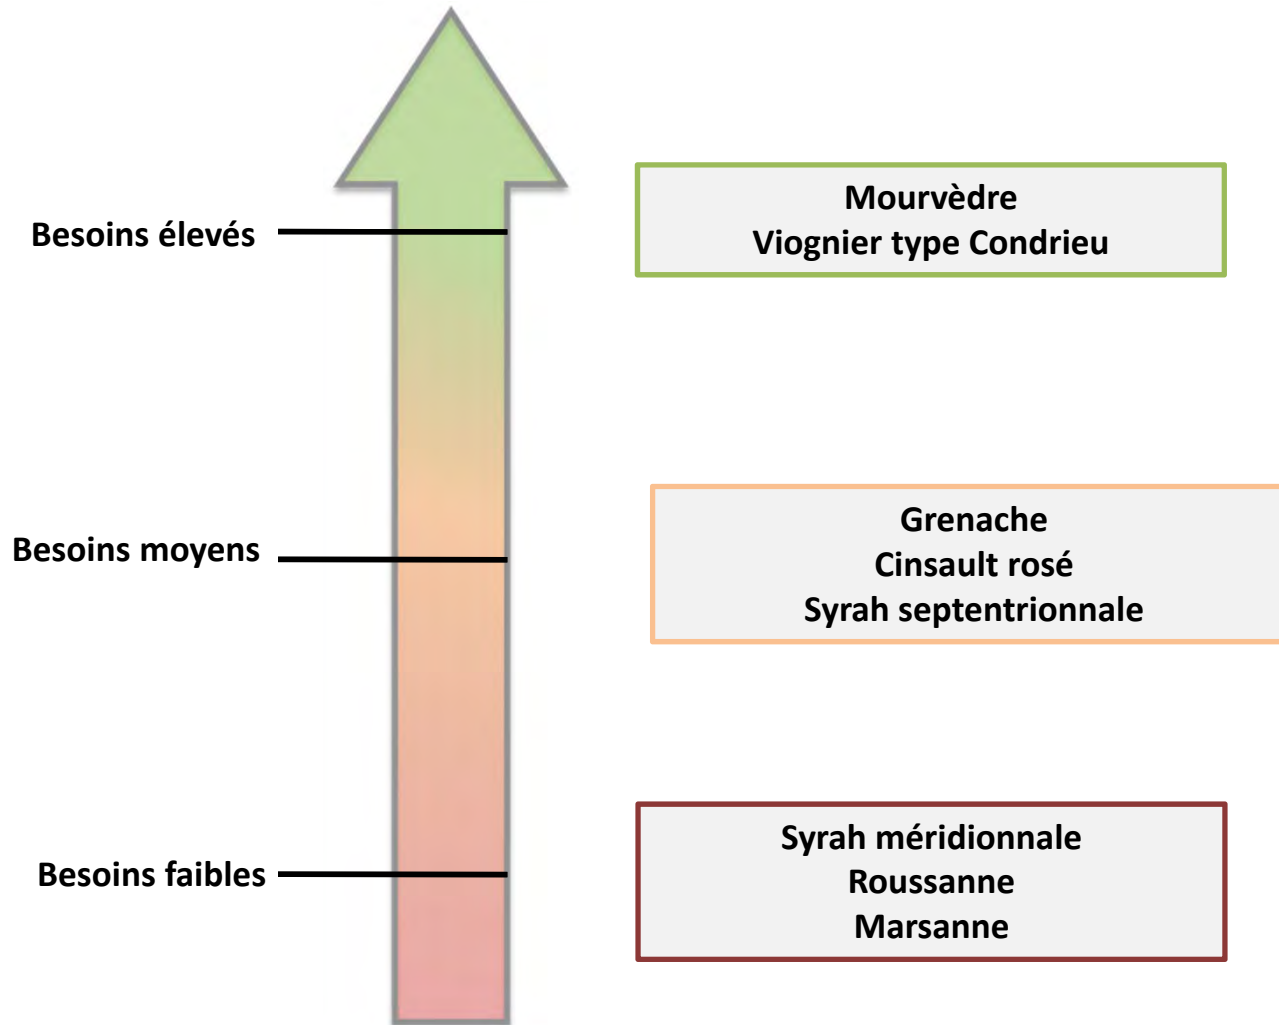 Besoins élevés
Mourvèdre
Viognier type Condrieu
Besoins moyens
Grenache
Cinsault rosé
Syrah septentrionnale
Besoins faibles
Syrah méridionnale
Roussanne
Marsanne